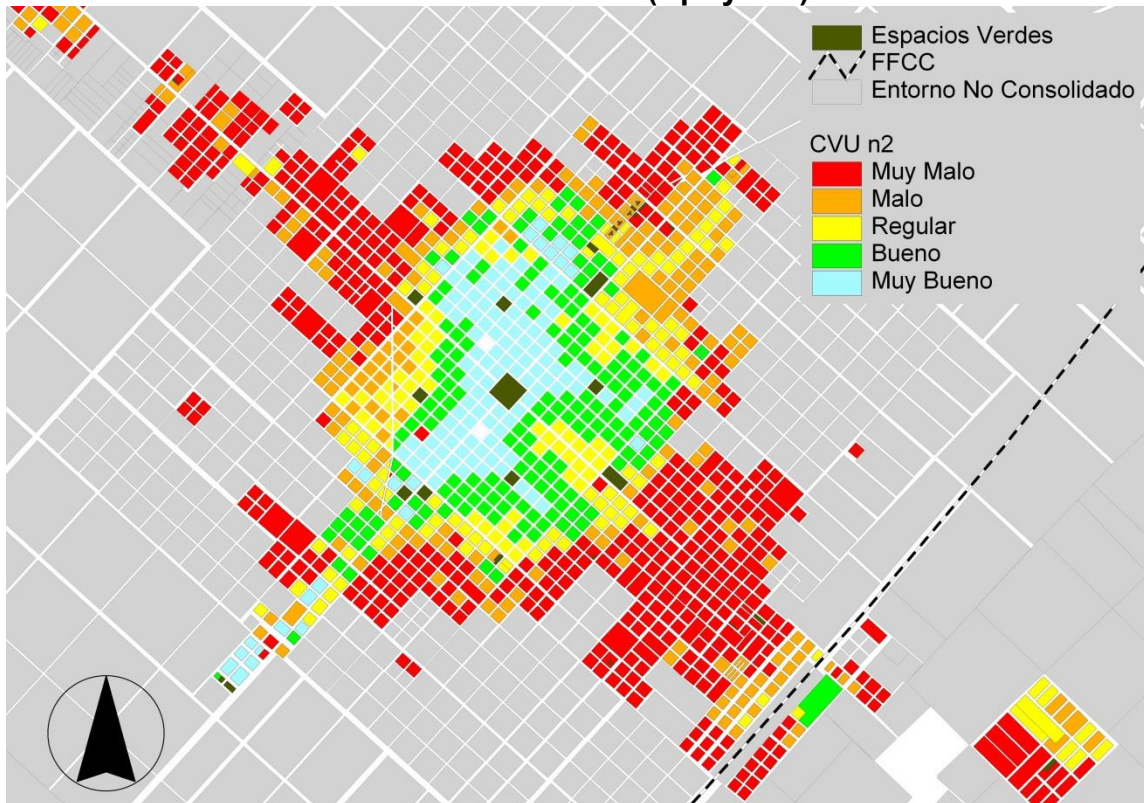 Espacios Verdes
FFCC
Entorno No Consolidado
CVU n2
Muy Malo
Malo
Regular
Bueno
Muy Bueno